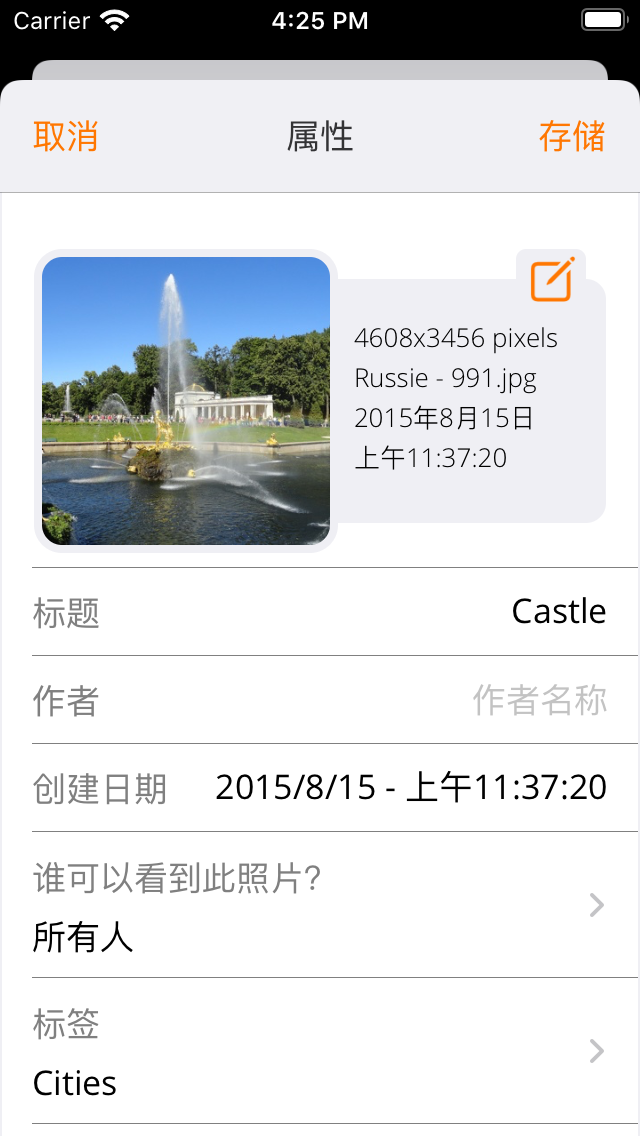 Carrier 4:25 PM
取消 属性 存储
4608x3456 pixels
Russie - 991.jpg
2015年8月15日
上午11:37:20
标题 Castle
作者 作者名称
创建日期 2015/8/15 - 上午11:37:20
谁可以看到此照片?
所有人
标签
Cities